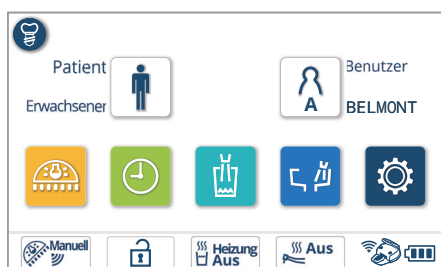 Patient
Benutzer
Erwachsener
A
BELMONT
Manuell
Heizung
Aus
Aus